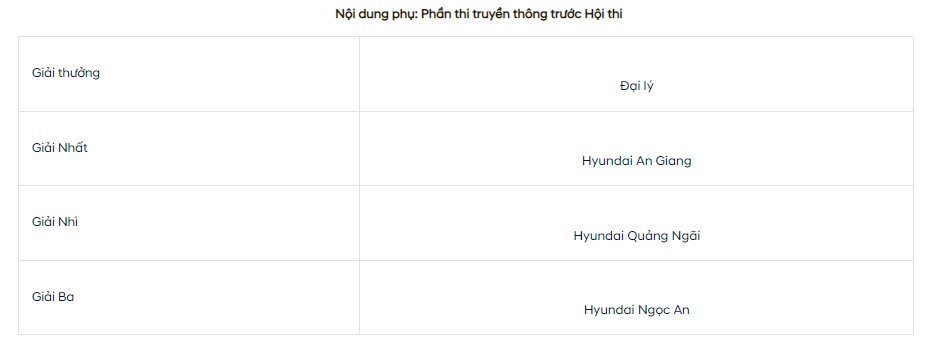 Nội dung phụ: Phần thi truyền thông trước Hội thi
Giải thưởng
Đại lý
Giải Nhất
Hyundai An Giang
Giải Nhì
Hyundai Quảng Ngãi
Giải Ba
Hyundai Ngọc An